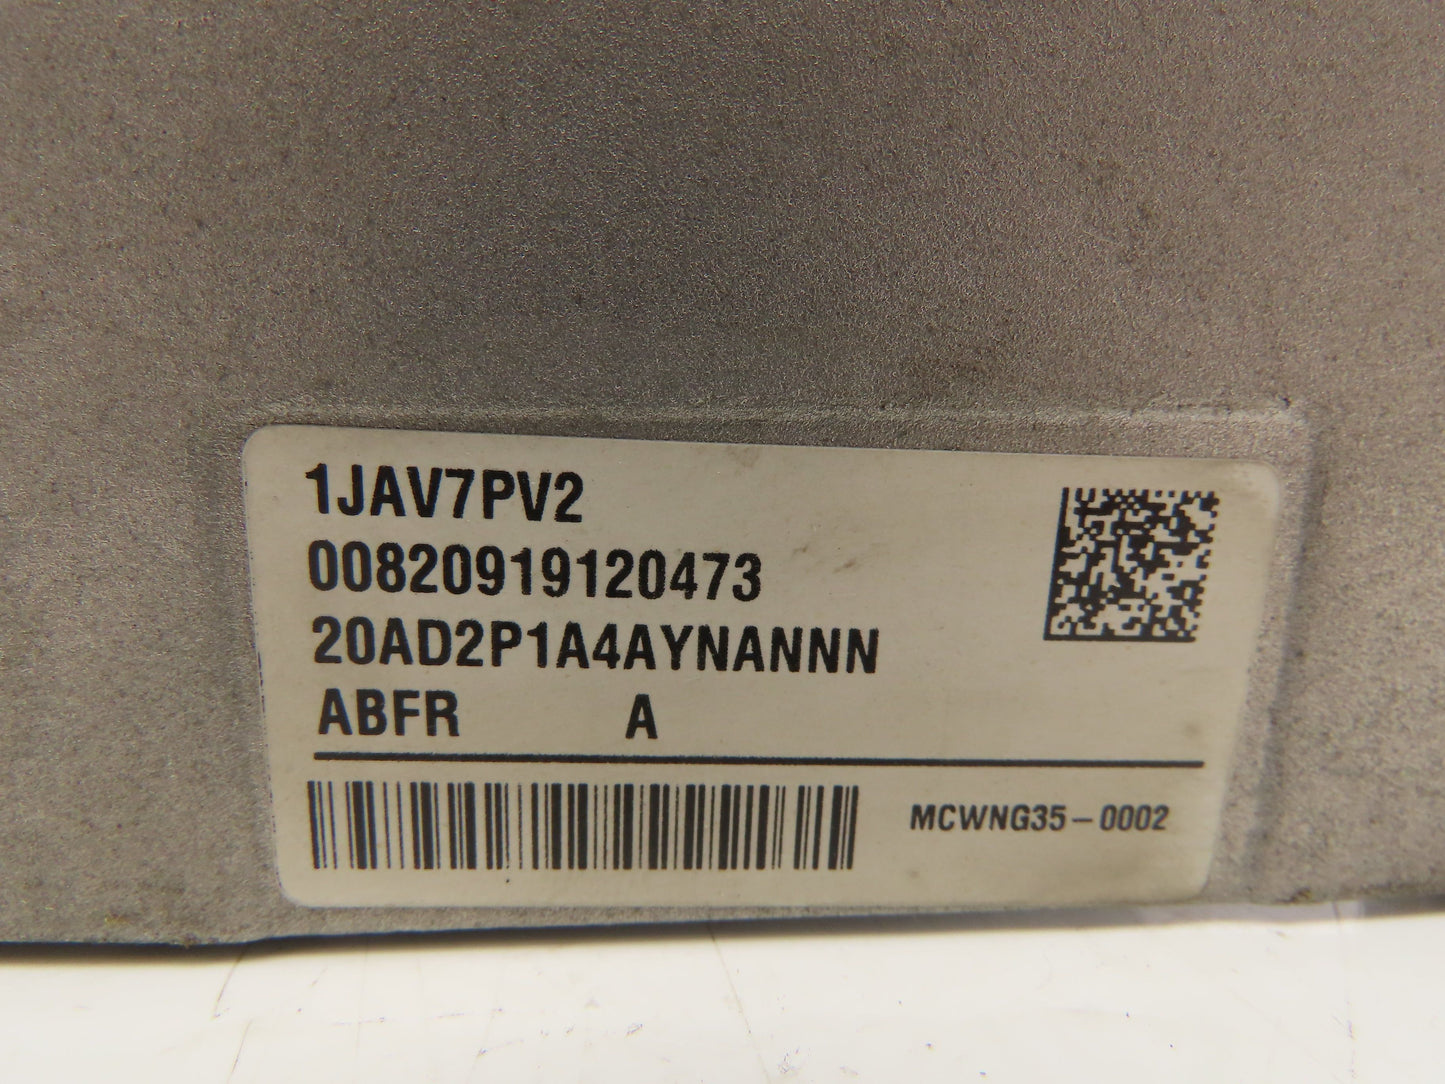 1JAV7PV2
00820919120473
20AD2P1A4AYNANNN
ABFR A
MCWNG35-0002